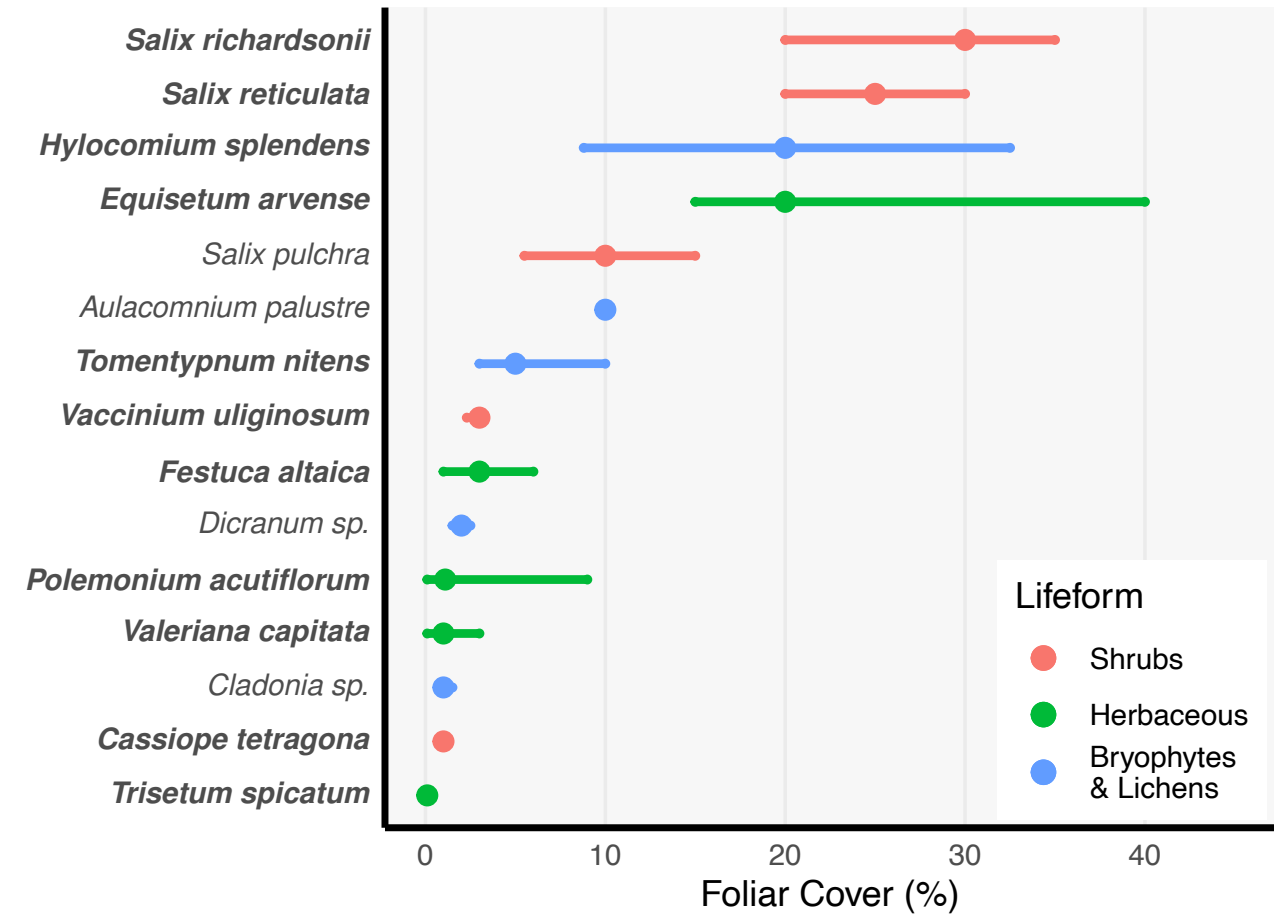 Salix richardsonii
Salix reticulata
Hylocomium splendens
Equisetum arvense
Salix pulchra
Aulacomnium palustre
Tomentypnum nitens
Vaccinium uliginosum
Festuca altaica
Dicranum sp.
Polemonium acutiflorum
Valeriana capitata
Cladonia sp.
Cassiope tetragona
Trisetum spicatum
Lifeform
Shrubs
Herbaceous
Bryophytes
& Lichens
0 10 20 30 40
Foliar Cover (%)